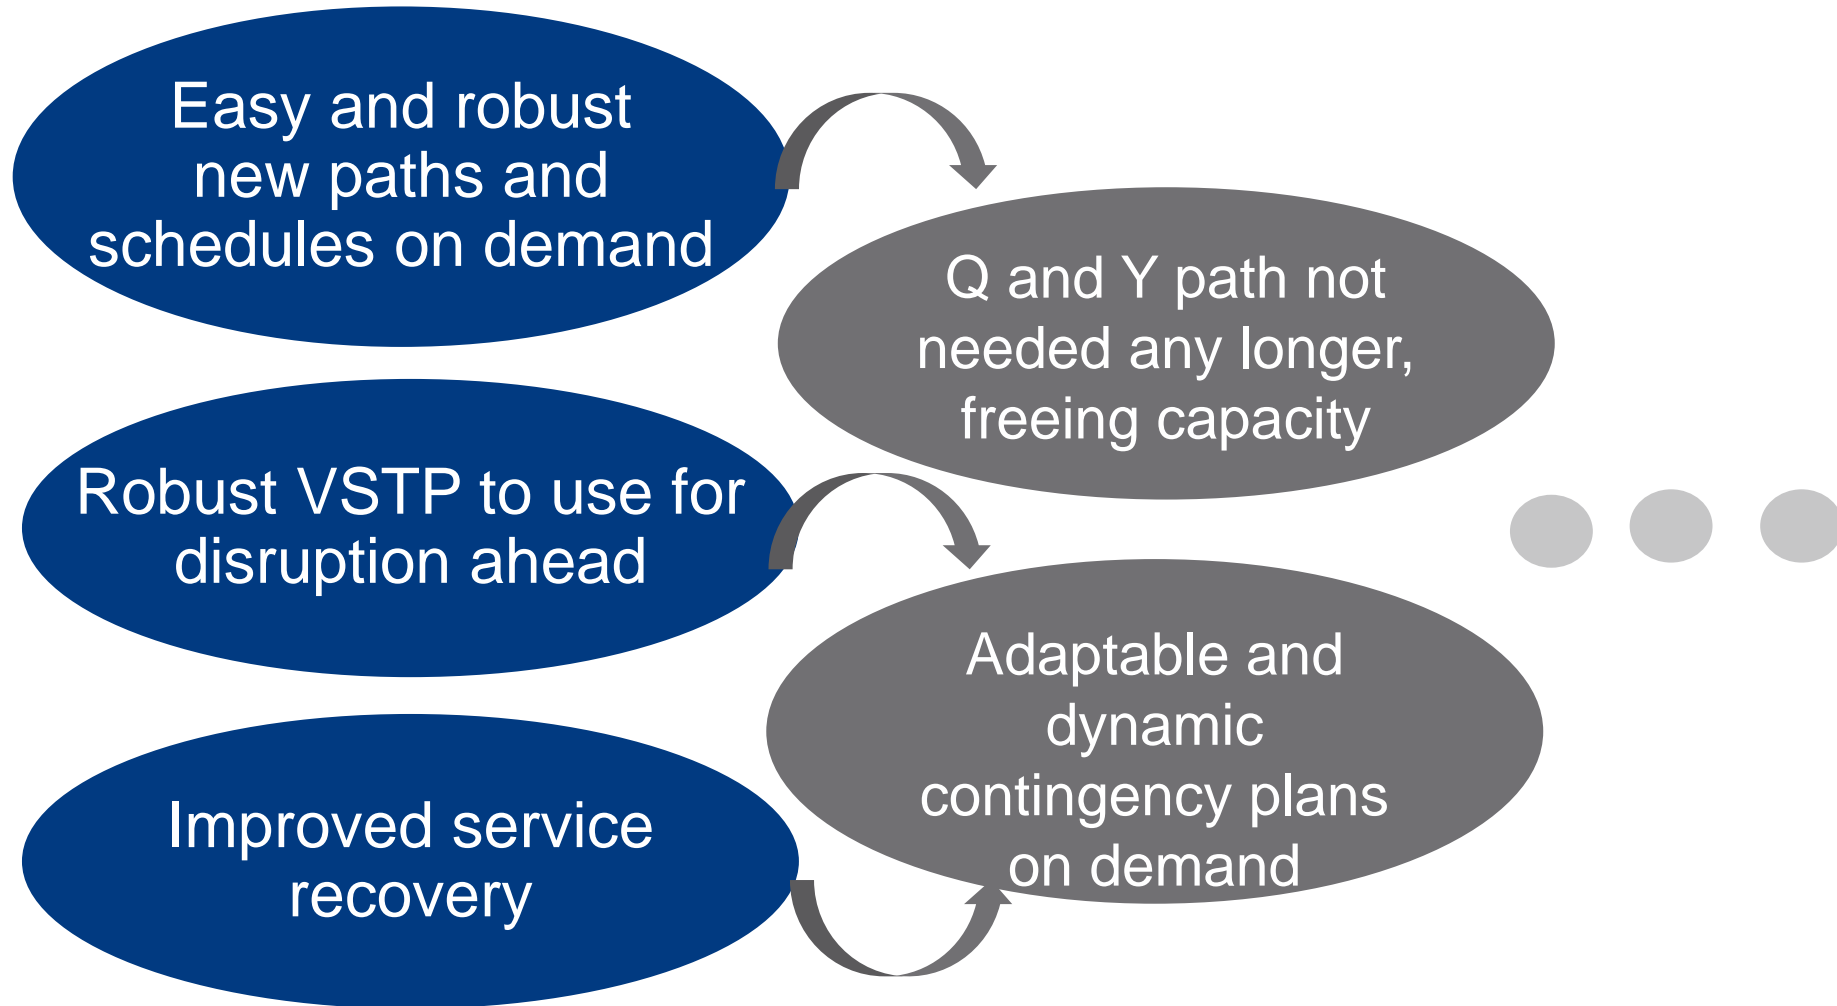 Easy and robust
new paths and
schedules on demand
Q and Y path not
needed any longer,
freeing capacity
Robust VSTP to use for
disruption ahead
Adaptable and
dynamic
contingency plans
on demand
Improved service
recovery